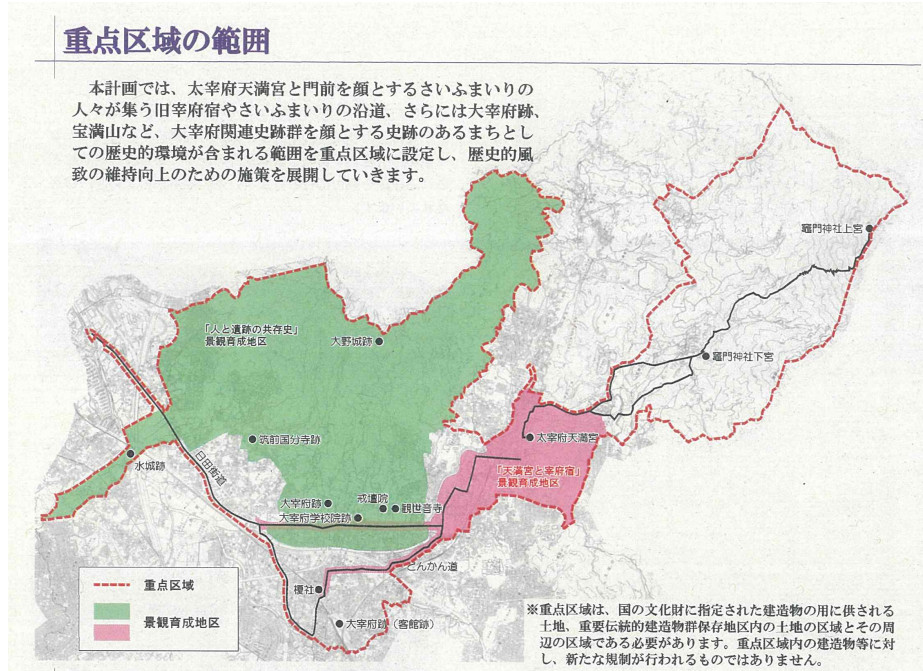 重点区域の範囲
本計画では、太宰府天満宮と門前を顔とするさいふまいりの
人々が集う旧宰府宿やさいふまいりの沿道、さらには大宰府跡、
宝満山など、大宰府関連史跡群を顔とする史跡のあるまちとし
ての歴史的環境が含まれる範囲を重点区域に設定し、歴史的風
致の維持向上のための施策を展開していきます。
竈門神社上宮
「人と遺跡の共存史」
景観育成地区
大野城跡
竈門神社下宮
筑前国分寺跡
太宰府天満宮
水城跡
日田街道
「天満宮と宰府宿」
景観育成地区
大宰府跡
戒壇院
観世音寺
大宰府学校院跡
どんかん道
榎社
大宰府跡(客館跡)
重点区域
景観育成地区
※重点区域は、国の文化財に指定された建造物の用に供される
土地、重要伝統的建造物群保存地区内の土地の区域とその周
辺の区域である必要があります。重点区域内の建造物等に対
し、新たな規制が行われるものではありません。